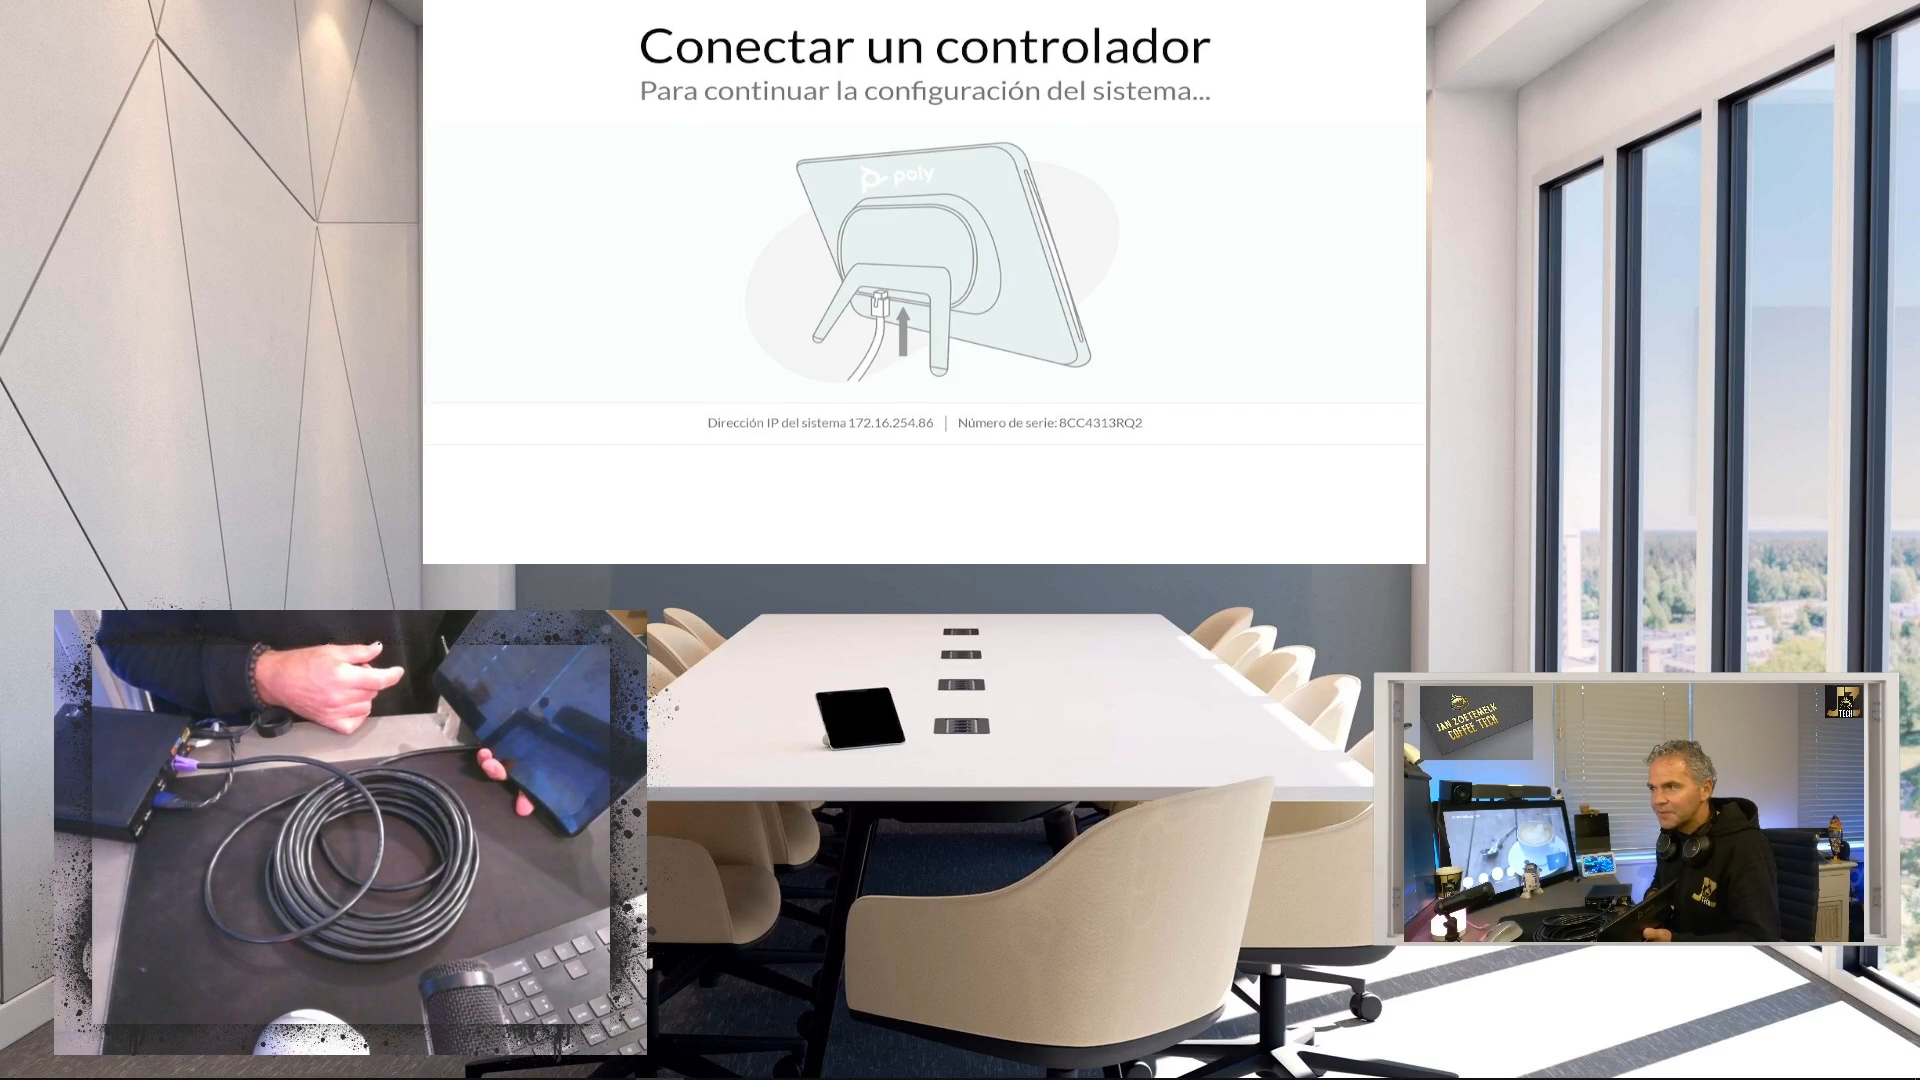 Conectar un controlador
Para continuar la configuración del sistema...
poly
Dirección IP del sistema 172.16.254.86 | Número de serie: 8CC4313RQ2
JAN ZOETEMELK
COFFEE TECH
TECH